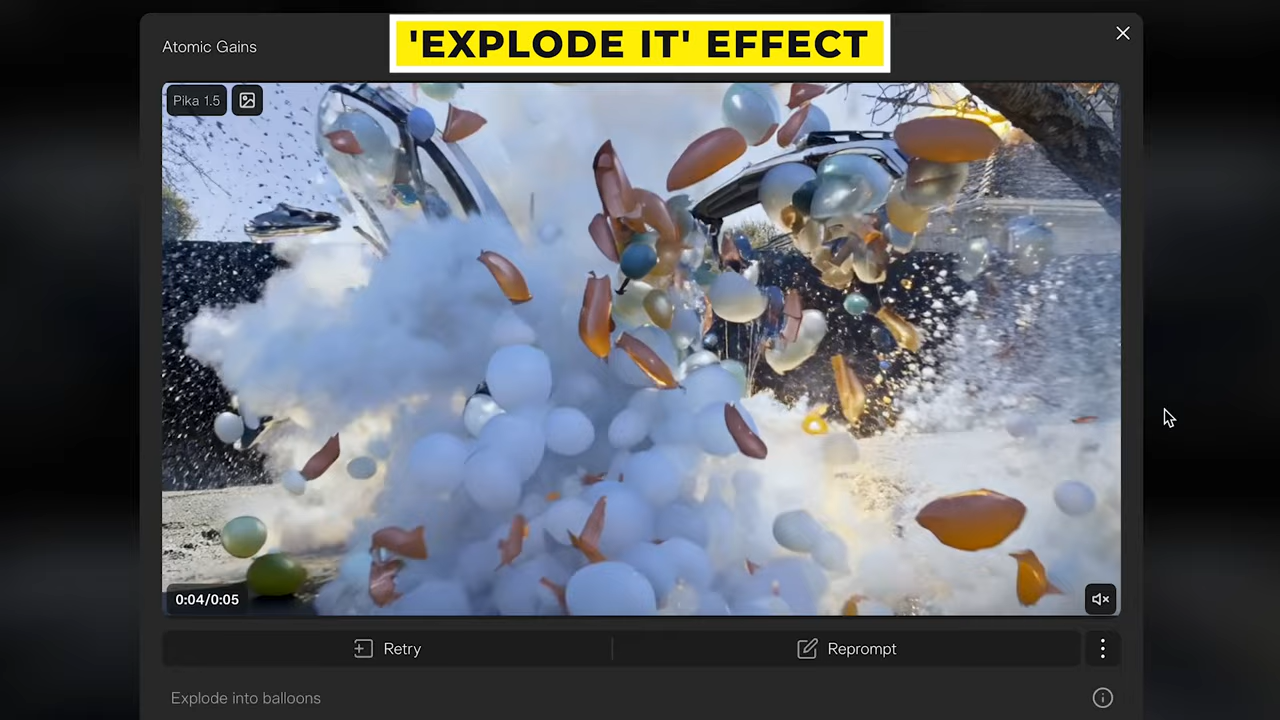 'EXPLODE IT' EFFECT
Atomic Gains
Pika 1.5
0:04/0:05
Retry
Reprompt
Explode into balloons